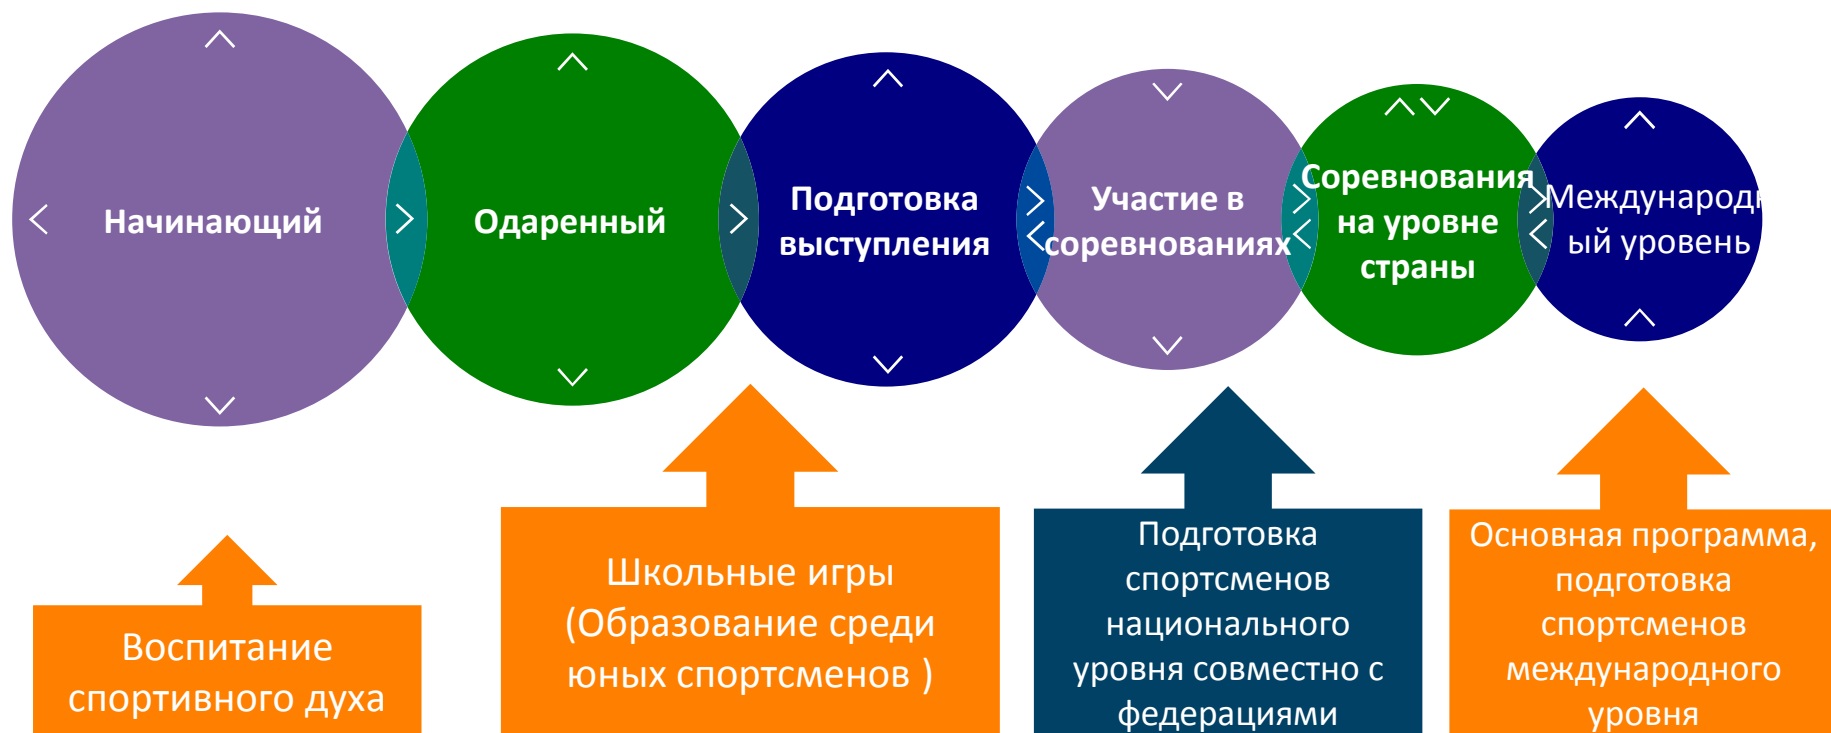 Начинающий
Одаренный
Подготовка
выступления
Участие в
соревнованиях
Соревнования
на уровне
страны
Международн
ый уровень
Воспитание
спортивного духа
Школьные игры
(Образование среди
юных спортсменов )
Подготовка
спортсменов
национального
уровня совместно с
федерациями
Основная программа,
подготовка
спортсменов
международного
уровня